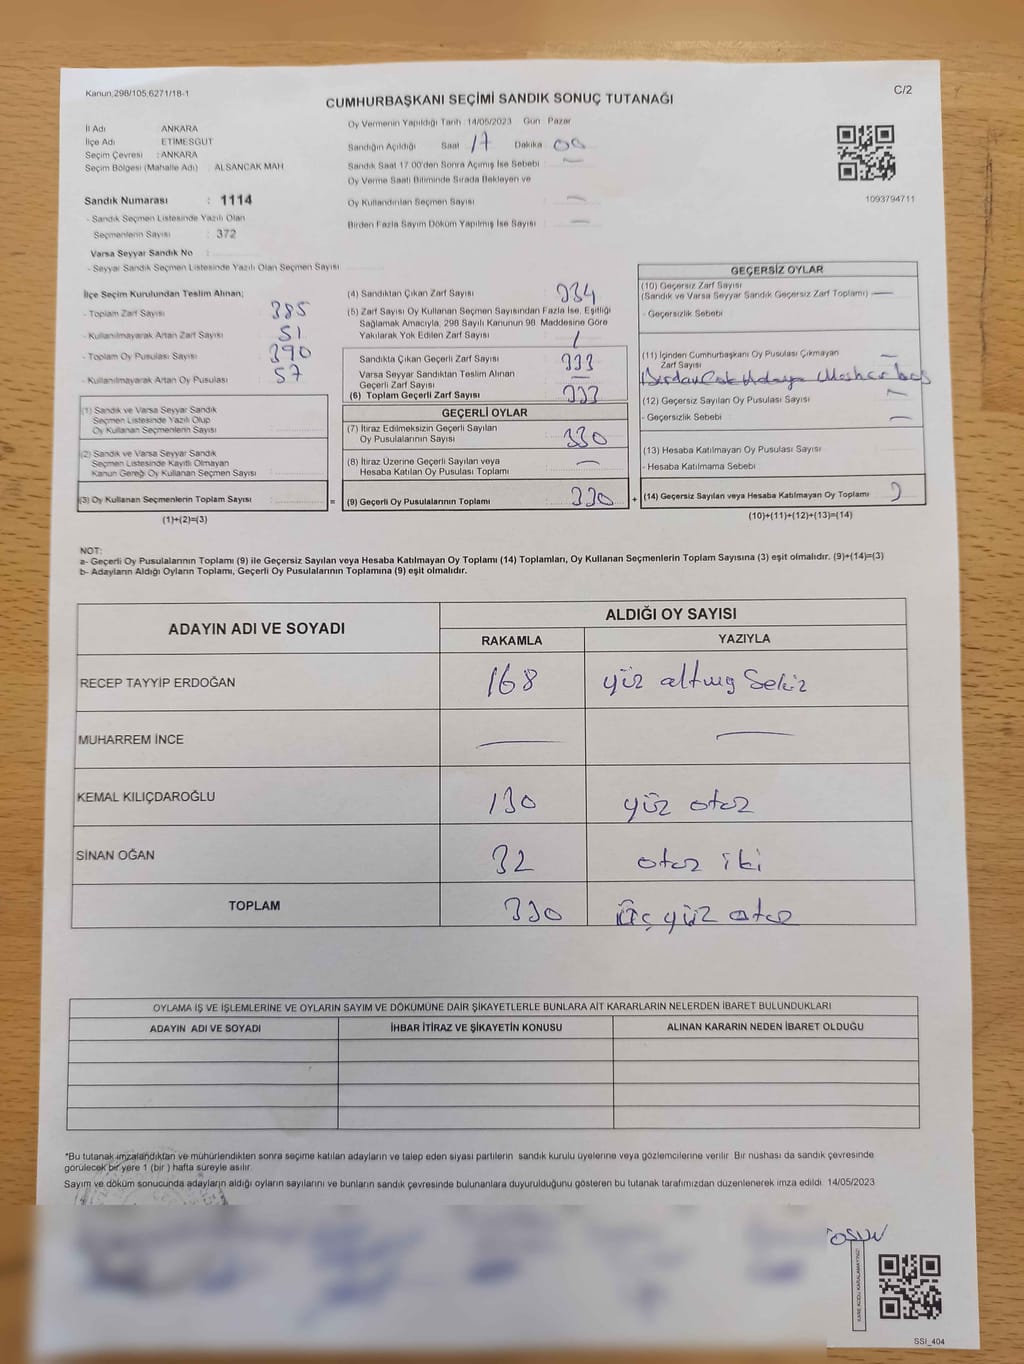 Kanun,298/105,6271/18-1
C/2
CUMHURBAŞKANI SEÇİMİ SANDIK SONUÇ TUTANAĞI
İl Adı ANKARA
İlçe Adı ETİMESGUT
Seçim Çevresi : ANKARA
Seçim Bölgesi (Mahalle Adı) : ALSANCAK MAH
Sandık Numarası : 1114
- Sandık Seçmen Listesinde Yazılı Olan
Seçmenlerin Sayısı : 372
Varsa Seyyar Sandık No :
- Seyyar Sandık Seçmen Listesinde Yazılı Olan Seçmen Sayısı
Oy Vermenin Yapıldığı Tarih : 14/05/2023 Gün : Pazar
Sandığın Açıldığı Saat 17 Dakika 00
Sandık Saat 17.00'den Sonra Açımış İse Sebebi : —
Oy Verme Saati Bitiminde Sırada Bekleyen ve
Oy Kullandırılan Seçmen Sayısı : —
Birden Fazla Sayım Döküm Yapılmış İse Sayısı : —
1093794711
İlçe Seçim Kurulundan Teslim Alınan;
- Toplam Zarf Sayısı : 385
- Kullanılmayarak Artan Zarf Sayısı : 51
- Toplam Oy Pusulası Sayısı : 390
- Kullanılmayarak Artan Oy Pusulası : 57
(1) Sandık ve Varsa Seyyar Sandık
Seçmen Listesinde Yazılı Olup
Oy Kullanan Seçmenlerin Sayısı :
(2) Sandık ve Varsa Seyyar Sandık
Seçmen Listesinde Kayıtlı Olmayan
Kanun Gereği Oy Kullanan Seçmen Sayısı :
(3) Oy Kullanan Seçmenlerin Toplam Sayısı :
(1)+(2)=(3)
=
(4) Sandıktan Çıkan Zarf Sayısı : 334
(5) Zarf Sayısı Oy Kullanan Seçmen Sayısından Fazla İse, Eşitliği
Sağlamak Amacıyla, 298 Sayılı Kanunun 98. Maddesine Göre
Yakılarak Yok Edilen Zarf Sayısı : 1
Sandıkta Çıkan Geçerli Zarf Sayısı : 333
Varsa Seyyar Sandıktan Teslim Alınan
Geçerli Zarf Sayısı : —
(6) Toplam Geçerli Zarf Sayısı : 333
GEÇERLİ OYLAR
(7) İtiraz Edilmeksizin Geçerli Sayılan
Oy Pusulalarının Sayısı : 330
(8) İtiraz Üzerine Geçerli Sayılan veya
Hesaba Katılan Oy Pusulası Toplamı : —
(9) Geçerli Oy Pusulalarının Toplamı : 330
+
GEÇERSİZ OYLAR
(10) Geçersiz Zarf Sayısı
(Sandık ve Varsa Seyyar Sandık Geçersiz Zarf Toplamı) : —
- Geçersizlik Sebebi :
(11) İçinden Cumhurbaşkanı Oy Pusulası Çıkmayan
Zarf Sayısı : —
(12) Geçersiz Sayılan Oy Pusulası Sayısı : —
- Geçersizlik Sebebi : —
(13) Hesaba Katılmayan Oy Pusulası Sayısı
- Hesaba Katılmama Sebebi
(14) Geçersiz Sayılan veya Hesaba Katılmayan Oy Toplamı :
(10)+(11)+(12)+(13)=(14)
NOT:
a- Geçerli Oy Pusulalarının Toplamı (9) ile Geçersiz Sayılan veya Hesaba Katılmayan Oy Toplamı (14) Toplamları, Oy Kullanan Seçmenlerin Toplam Sayısına (3) eşit olmalıdır. (9)+(14)=(3)
b- Adayların Aldığı Oyların Toplamı, Geçerli Oy Pusulalarının Toplamına (9) eşit olmalıdır.
ADAYIN ADI VE SOYADI
ALDIĞI OY SAYISI
RAKAMLA YAZIYLA
RECEP TAYYİP ERDOĞAN 168 yüz altmış sekiz
MUHARREM İNCE — —
KEMAL KILIÇDAROĞLU 130 yüz otuz
SİNAN OĞAN 32 otuz iki
TOPLAM 330 üç yüz otuz
OYLAMA İŞ VE İŞLEMLERİNE VE OYLARIN SAYIM VE DÖKÜMÜNE DAİR ŞİKAYETLERLE BUNLARA AİT KARARLARIN NELERDEN İBARET BULUNDUKLARI
ADAYIN ADI VE SOYADI İHBAR İTİRAZ VE ŞİKAYETİN KONUSU ALINAN KARARIN NEDEN İBARET OLDUĞU
*Bu tutanak imzalandıktan ve mühürlendikten sonra seçime katılan adayların ve talep eden siyasi partilerin sandık kurulu üyelerine veya gözlemcilerine verilir. Bir nüshası da sandık çevresinde
görülecek bir yere 1 (bir ) hafta süreyle asılır.
Sayım ve döküm sonucunda adayların aldığı oyların sayılarını ve bunların sandık çevresinde bulunanlara duyurulduğunu gösteren bu tutanak tarafımızdan düzenlenerek imza edildi. 14/05/2023
KARE KODU KARALAMAYINIZ!
SSI_404